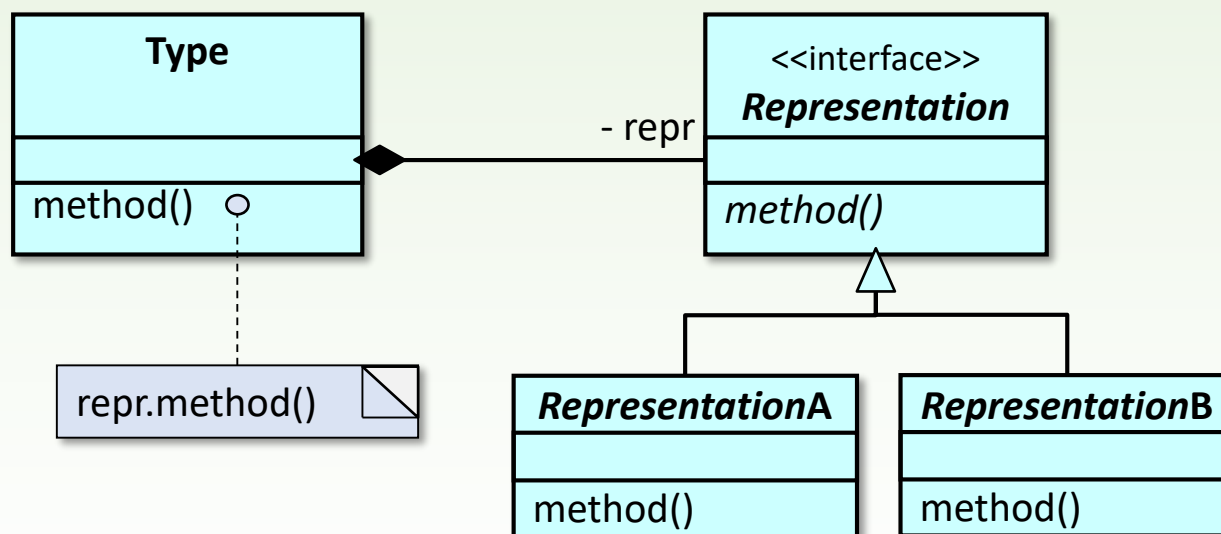 Type
method()
repr.method()
- repr
<<interface>>
Representation
method()
RepresentationA
method()
RepresentationB
method()